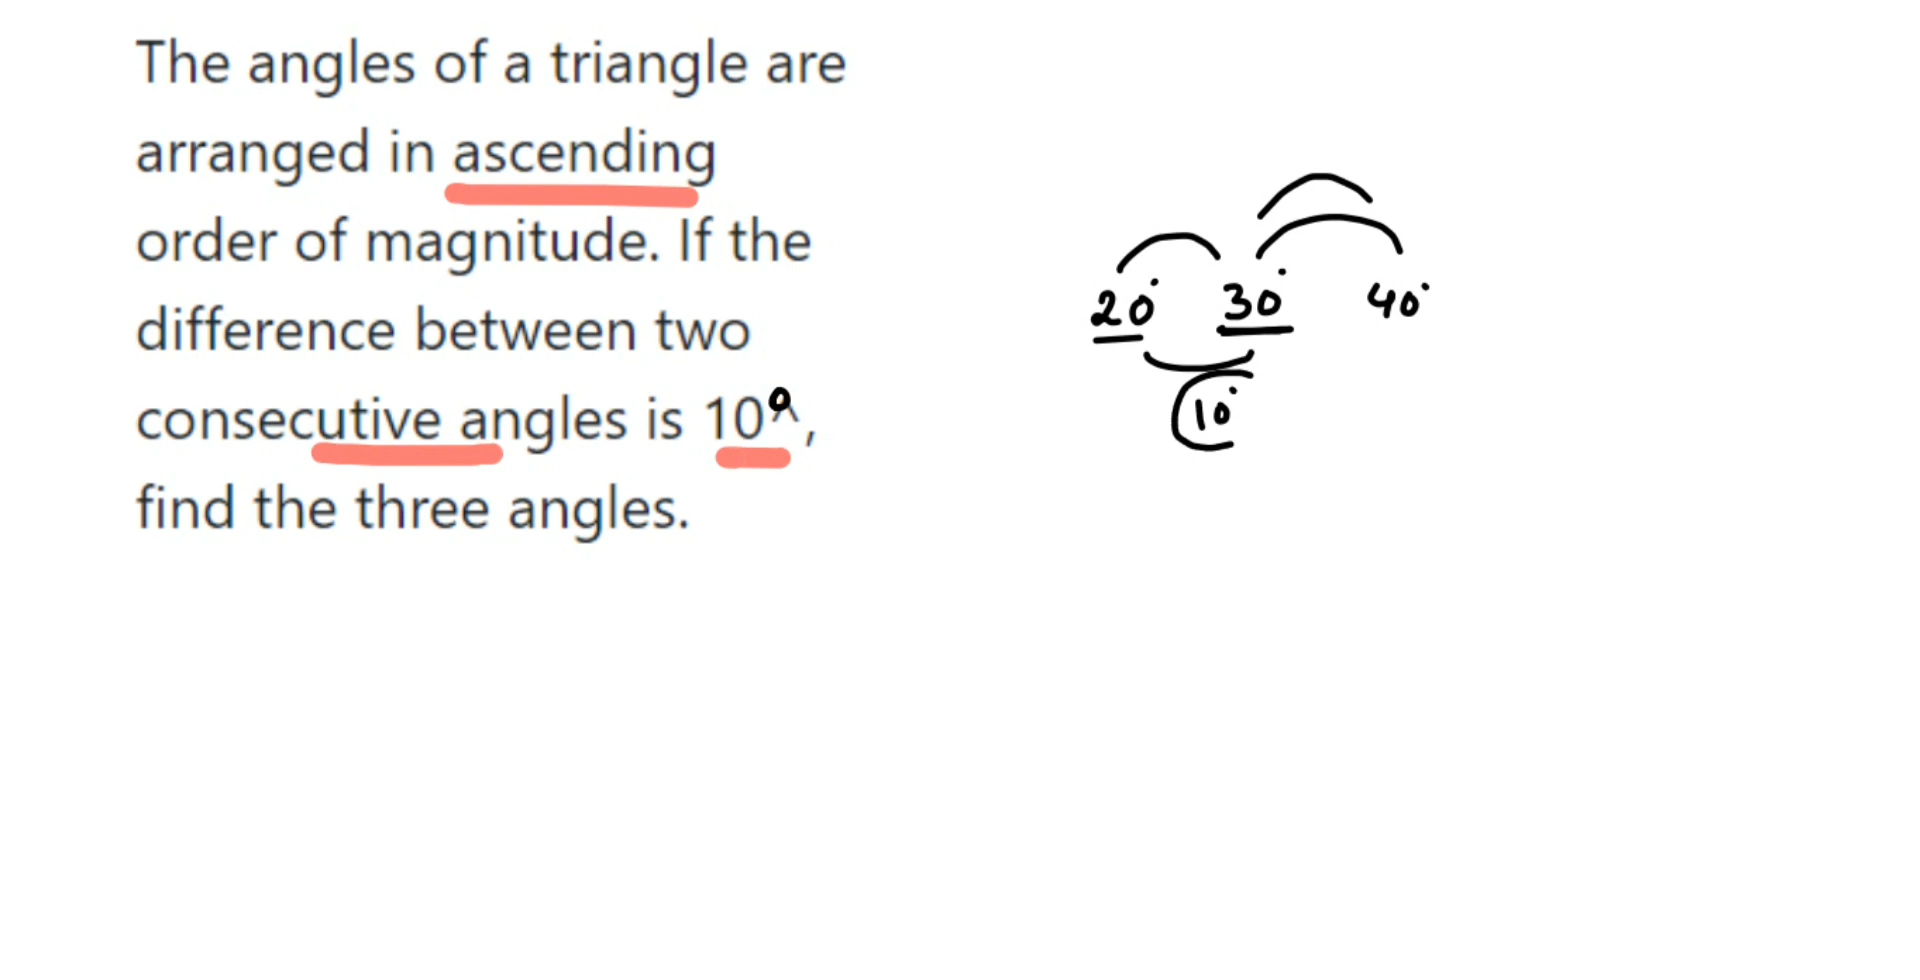 The angles of a triangle are
arranged in ascending
order of magnitude. If the
difference between two
consecutive angles is 10°^,
find the three angles.
20° 30° 40°
10°